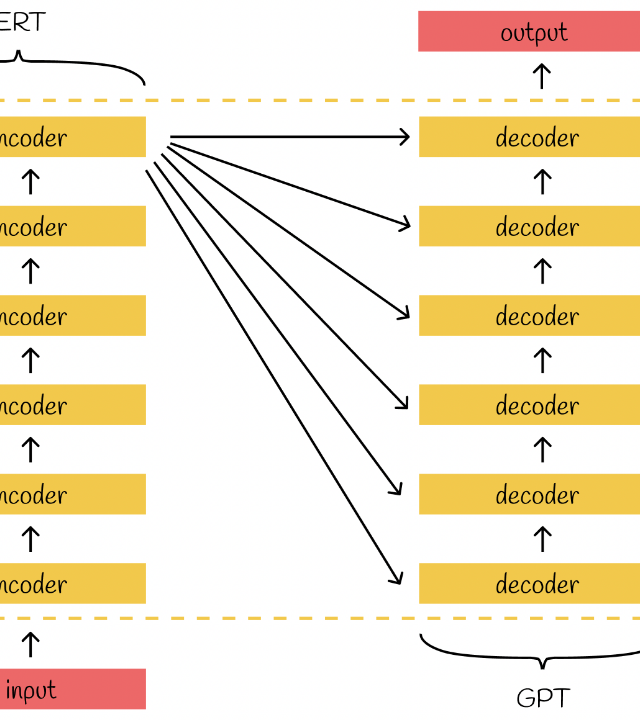 ERT
output
ncoder
decoder
ncoder
decoder
ncoder
decoder
ncoder
decoder
ncoder
decoder
ncoder
decoder
input
GPT